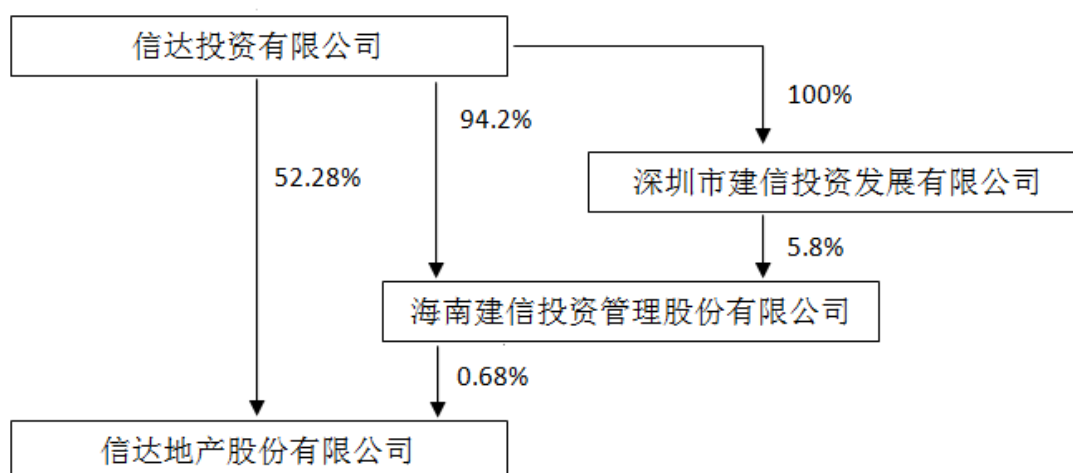 信达投资有限公司
100%
94.2%
52.28%
深圳市建信投资发展有限公司
5.8%
海南建信投资管理股份有限公司
0.68%
信达地产股份有限公司